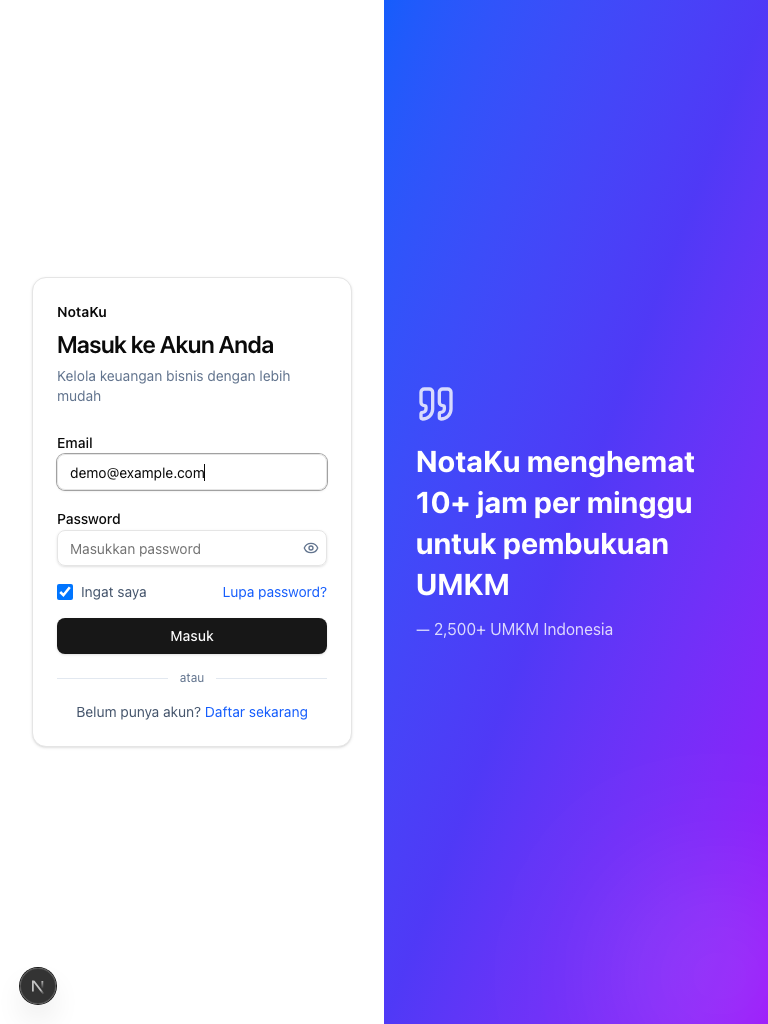 NotaKu
Masuk ke Akun Anda
Kelola keuangan bisnis dengan lebih
mudah
Email
demo@example.com
Password
Masukkan password
Ingat saya
Lupa password?
Masuk
atau
Belum punya akun? Daftar sekarang
NotaKu menghemat
10+ jam per minggu
untuk pembukuan
UMKM
— 2,500+ UMKM Indonesia
N